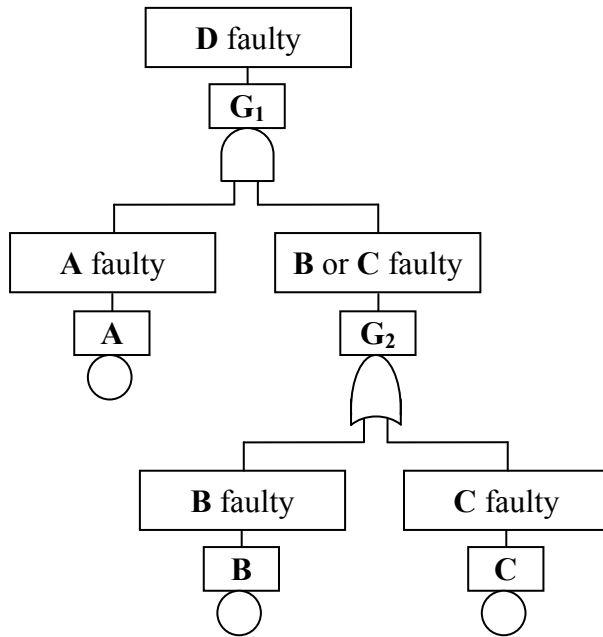 D faulty
G₁
A faulty
B or C faulty
A
G₂
B faulty
C faulty
B
C